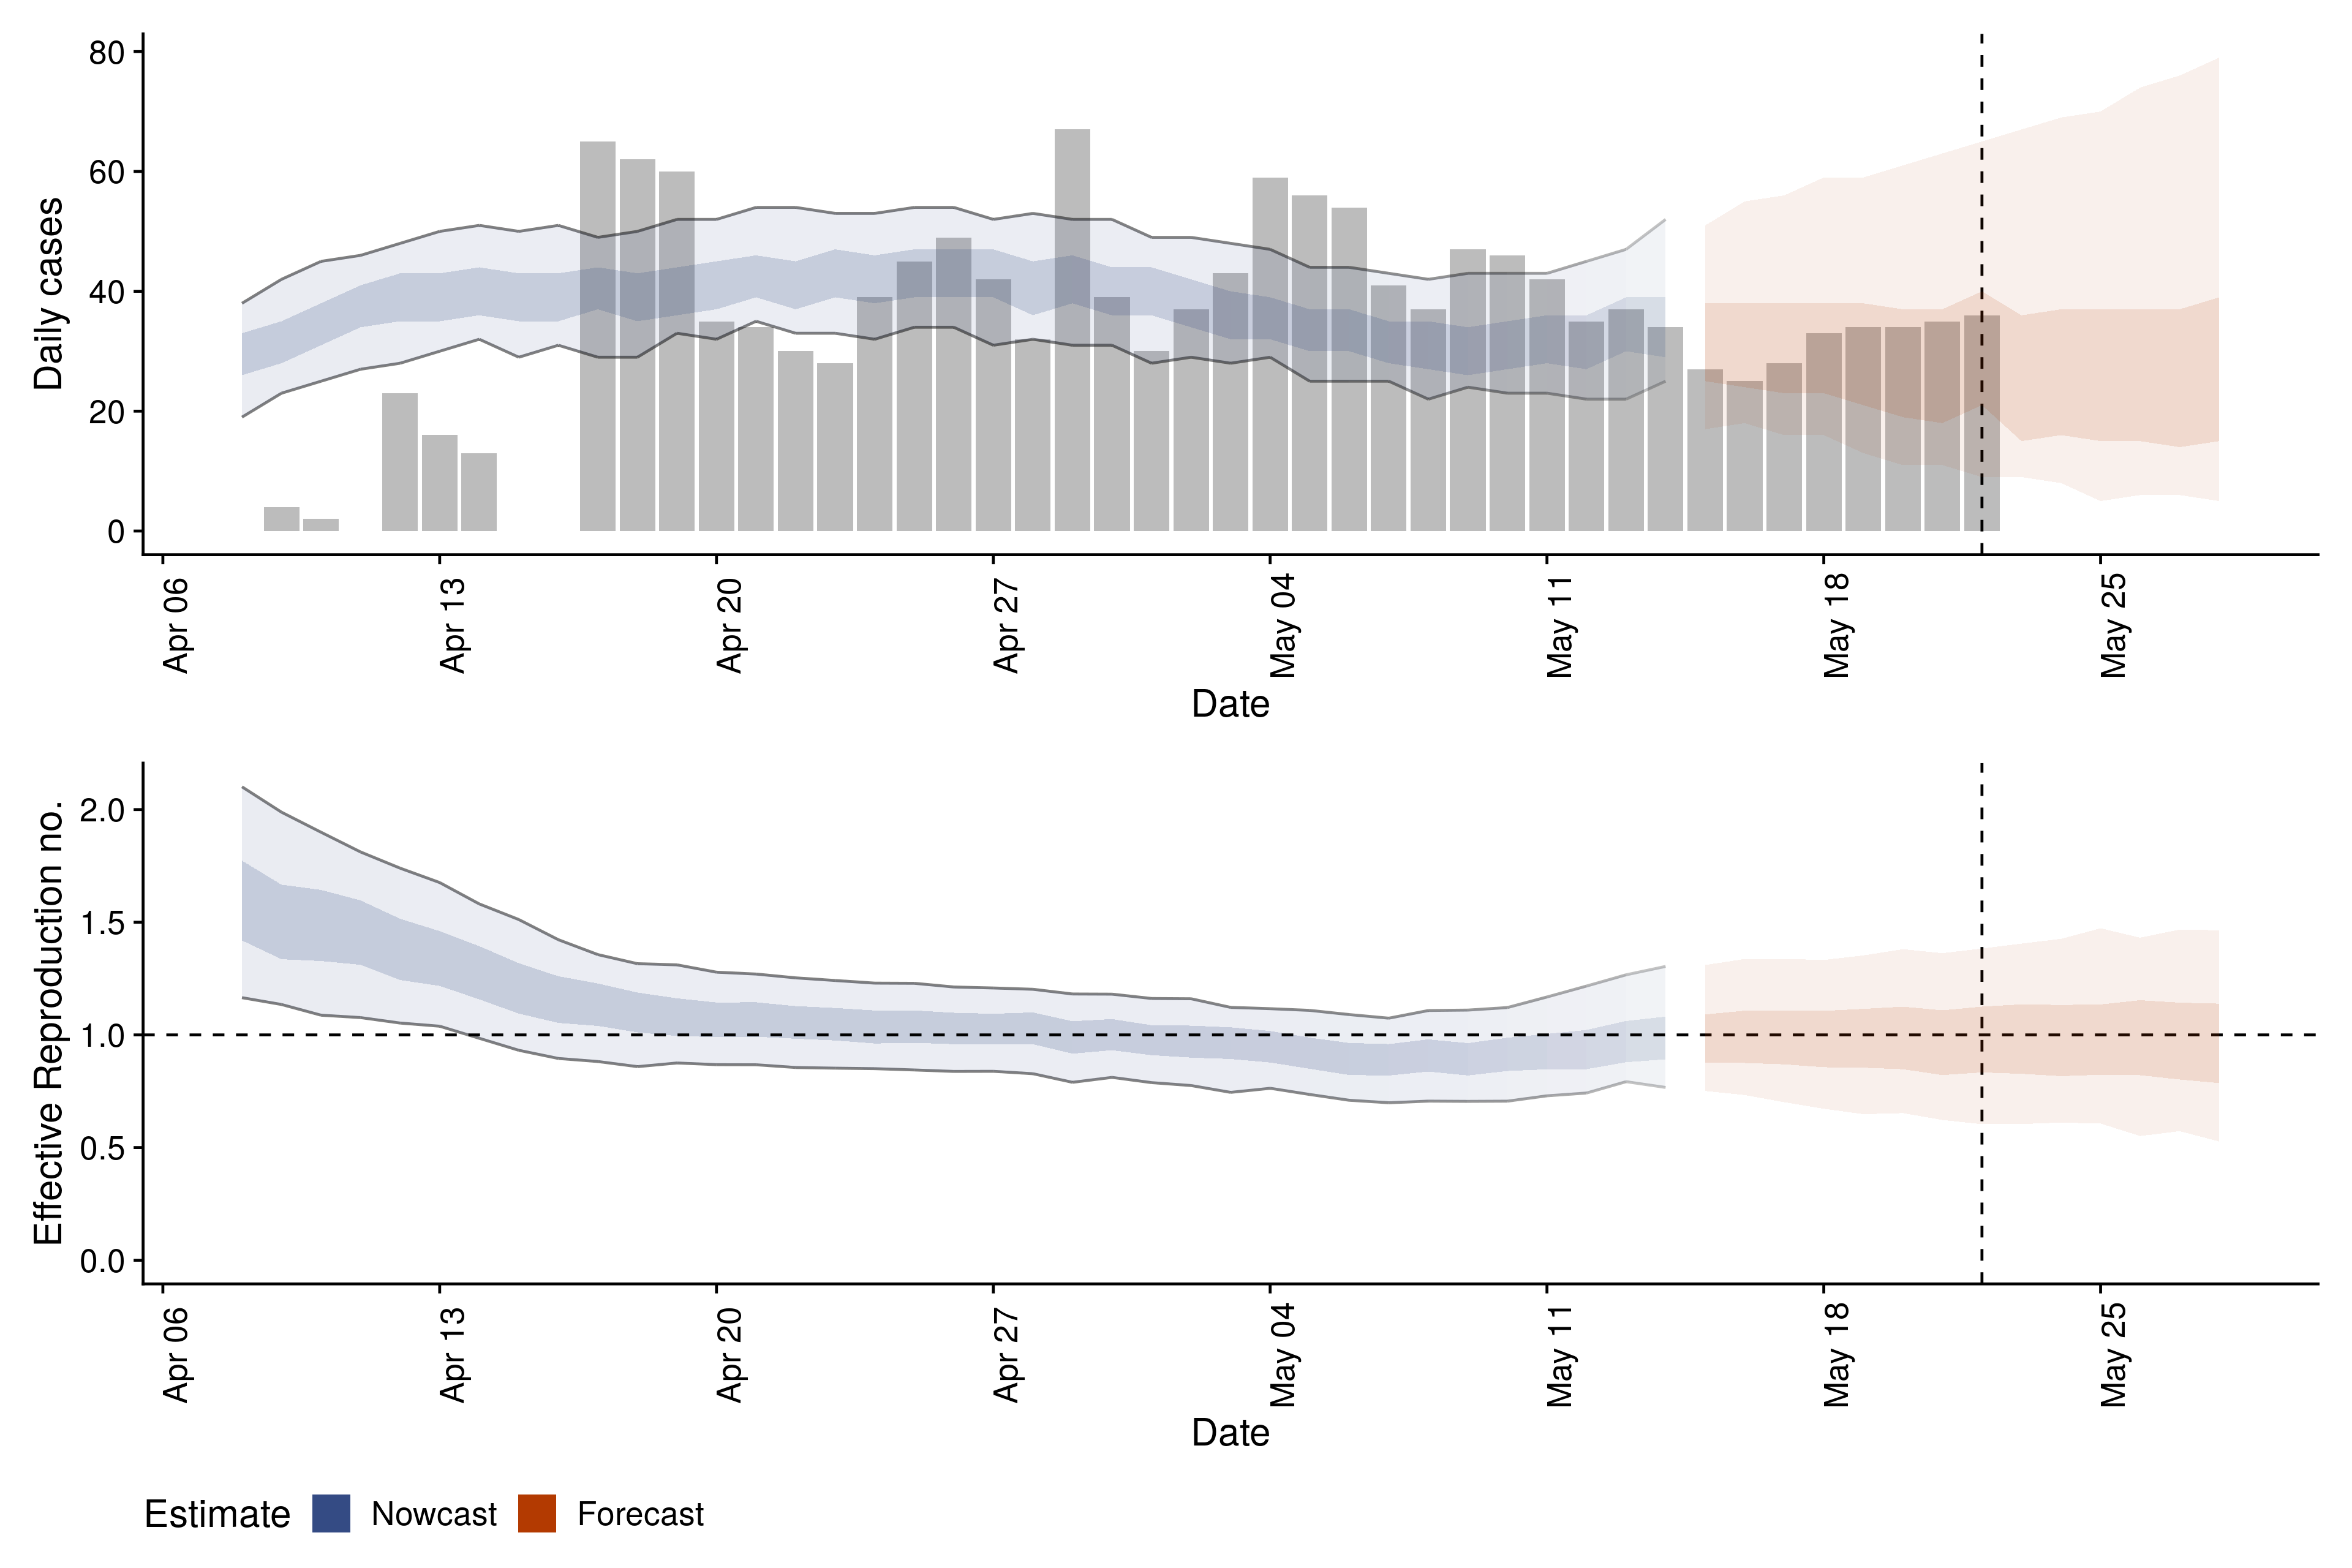 80
60
40
20
0
Daily cases
Apr 06
Apr 13
Apr 20
Apr 27
May 04
May 11
May 18
May 25
Date
2.0
1.5
1.0
0.5
0.0
Effective Reproduction no.
Apr 06
Apr 13
Apr 20
Apr 27
May 04
May 11
May 18
May 25
Date
Estimate Nowcast Forecast